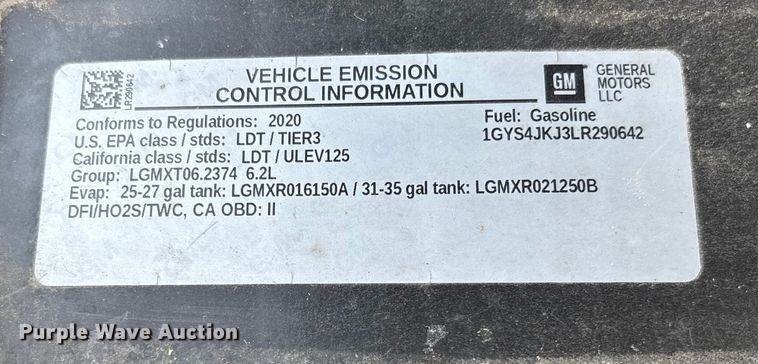 LR290642
VEHICLE EMISSION
CONTROL INFORMATION
GM
GENERAL
MOTORS
LLC
Conforms to Regulations: 2020
Fuel: Gasoline
U.S. EPA class / stds: LDT / TIER3
1GYS4JKJ3LR290642
California class / stds: LDT / ULEV125
Group: LGMXT06.2374 6.2L
Evap: 25-27 gal tank: LGMXR016150A / 31-35 gal tank: LGMXR021250B
DFI/HO2S/TWC, CA OBD: II
Purple Wave Auction